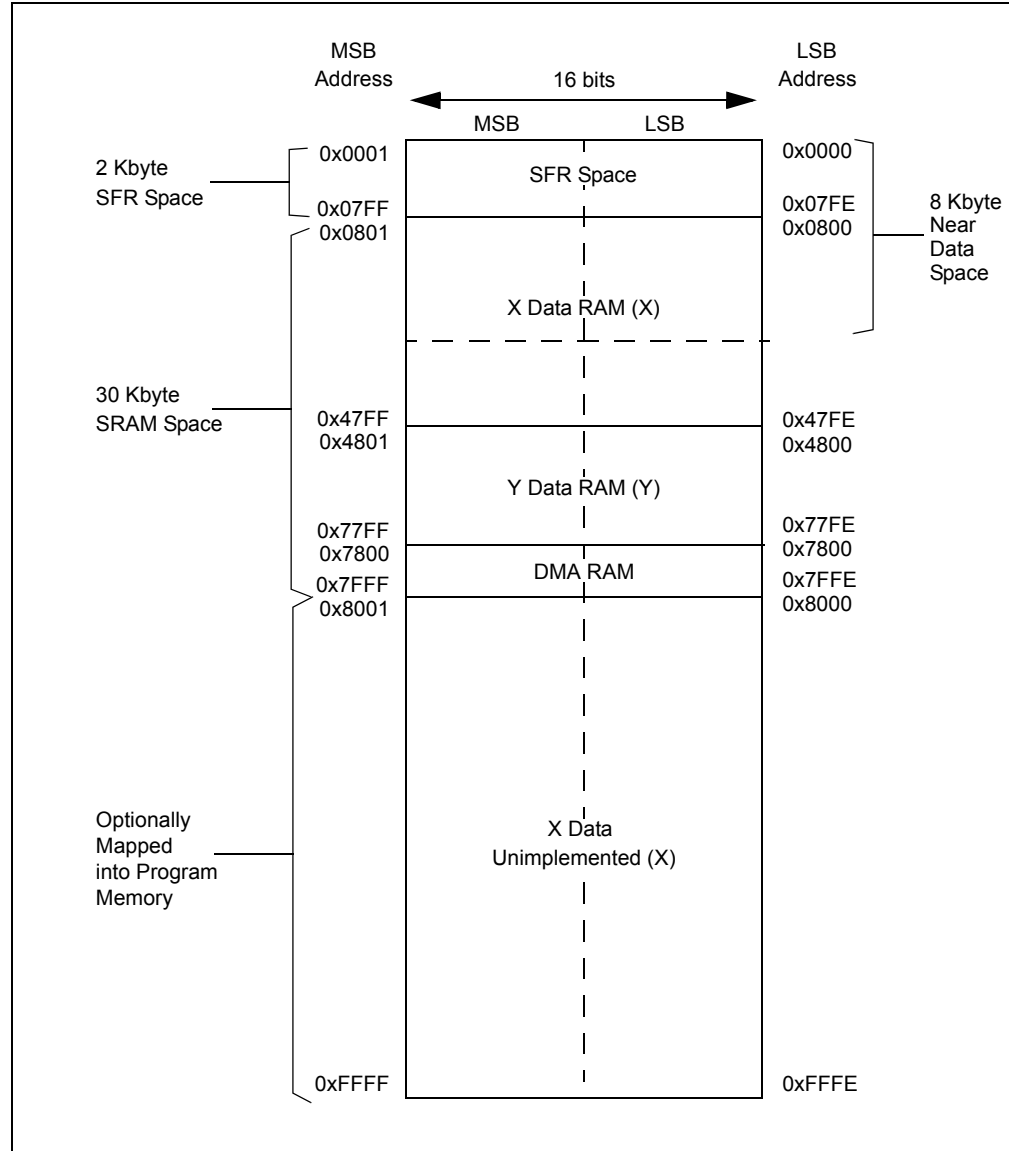 MSB
Address
LSB
Address
16 bits
MSB
LSB
2 Kbyte
SFR Space
0x0001
SFR Space
0x0000
0x07FF
0x07FE
0x0801
0x0800
8 Kbyte
Near
Data
Space
X Data RAM (X)
30 Kbyte
SRAM Space
0x47FF
0x47FE
0x4801
0x4800
Y Data RAM (Y)
0x77FF
0x77FE
0x7800
0x7800
DMA RAM
0x7FFF
0x7FFE
0x8001
0x8000
Optionally
Mapped
into Program
Memory
X Data
Unimplemented (X)
0xFFFF
0xFFFE